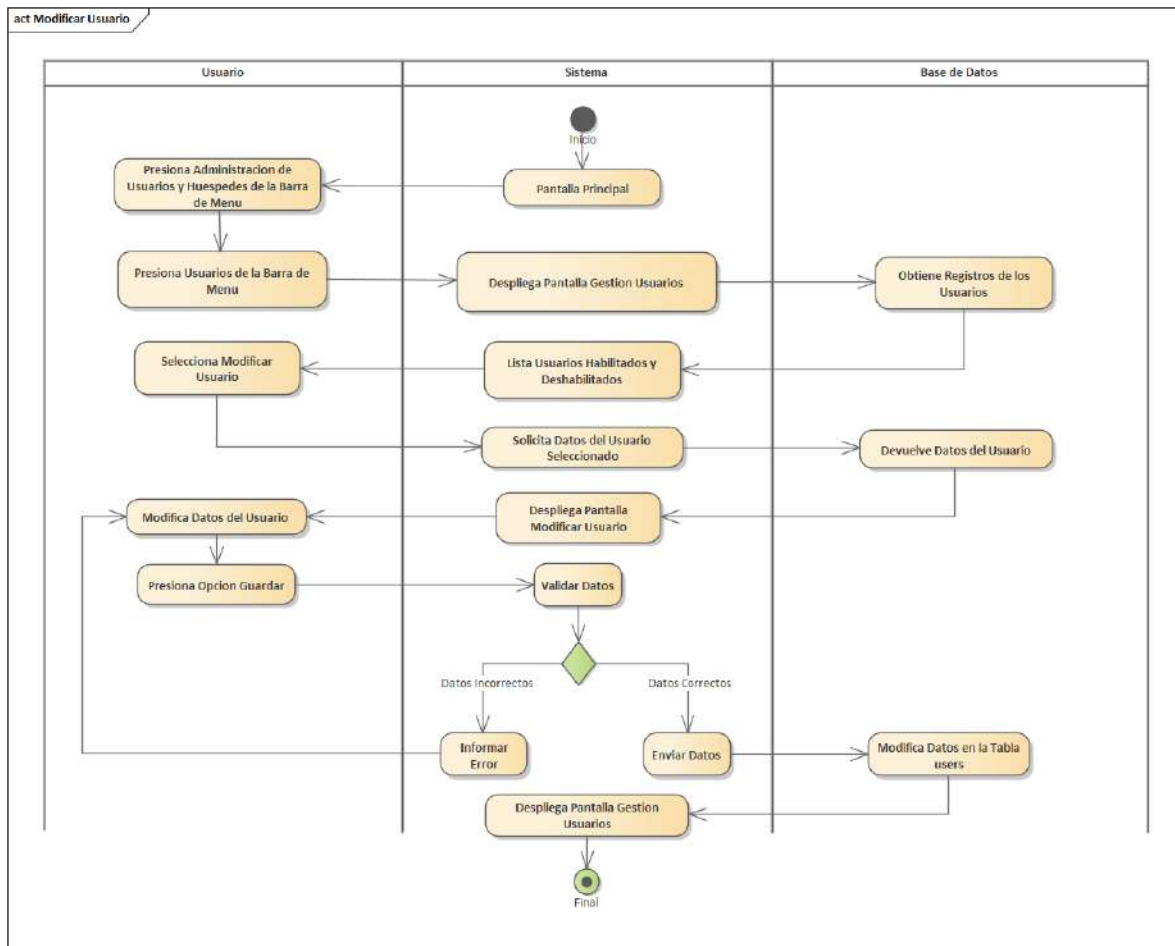 act Modificar Usuario
Usuario
Sistema
Base de Datos
Inicio
Presiona Administracion de
Usuarios y Huespedes de la Barra
de Menu
Pantalla Principal
Presiona Usuarios de la Barra de
Menu
Despliega Pantalla Gestion Usuarios
Obtiene Registros de los
Usuarios
Selecciona Modificar
Usuario
Lista Usuarios Habilitados y
Deshabilitados
Solicita Datos del Usuario
Seleccionado
Devuelve Datos del Usuario
Modifica Datos del Usuario
Despliega Pantalla
Modificar Usuario
Presiona Opcion Guardar
Validar Datos
Datos Incorrectos
Datos Correctos
Informar
Error
Enviar Datos
Modifica Datos en la Tabla
users
Despliega Pantalla Gestion
Usuarios
Final